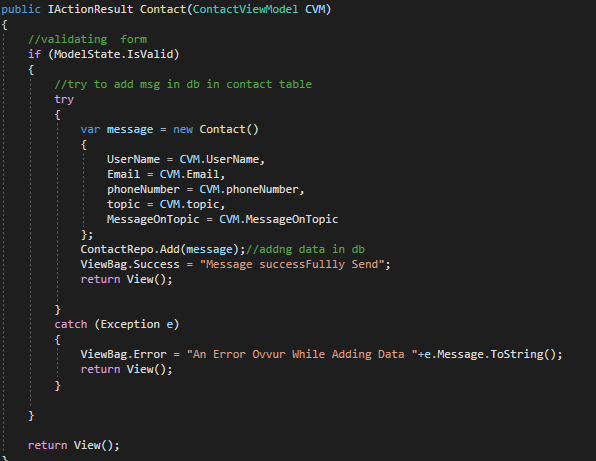 public IActionResult Contact(ContactViewModel CVM)
{
//validating  form
if (ModelState.IsValid)
{
//try to add msg in db in contact table
try
{
var message = new Contact()
{
UserName = CVM.UserName,
Email = CVM.Email,
phoneNumber = CVM.phoneNumber,
topic = CVM.topic,
MessageOnTopic = CVM.MessageOnTopic
};
ContactRepo.Add(message);//addng data in db
ViewBag.Success = "Message successFullly Send";
return View();
}
catch (Exception e)
{
ViewBag.Error = "An Error Ovvur While Adding Data "+e.Message.ToString();
return View();
}
}
return View();
}